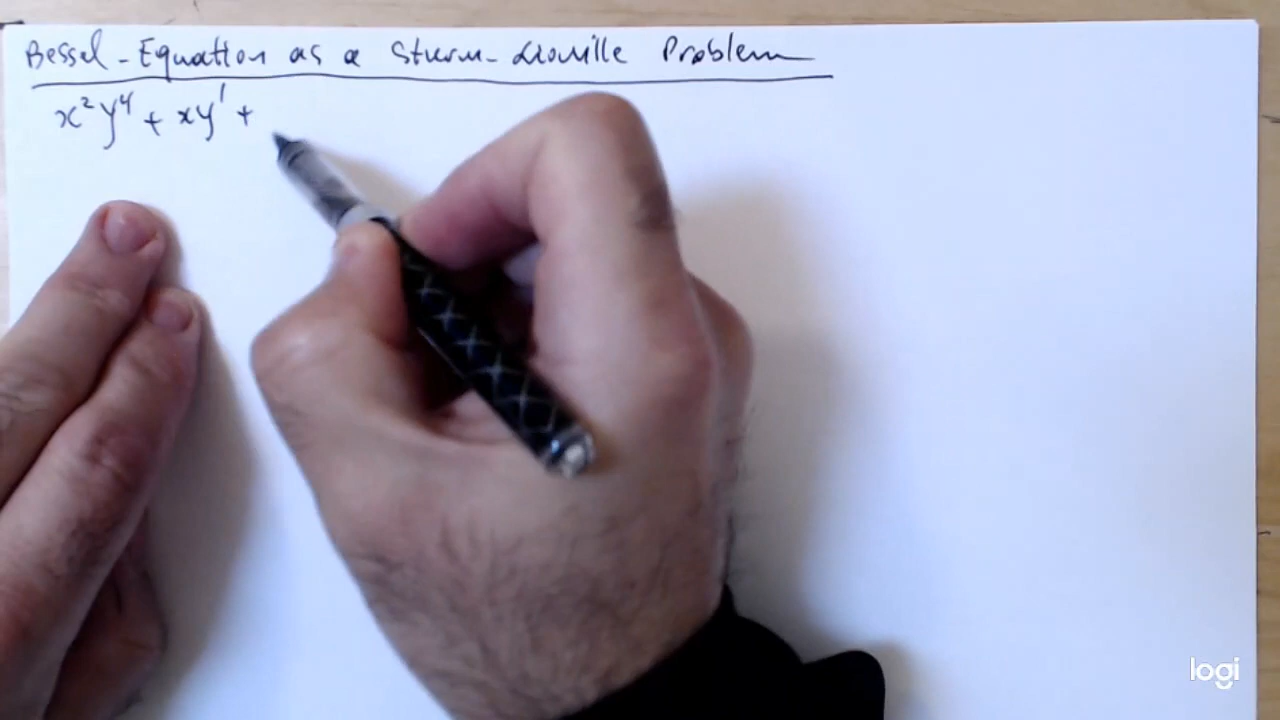 Bessel-Equation as a Sturm-Liouville Problem
x²y'' + xy' +
logi